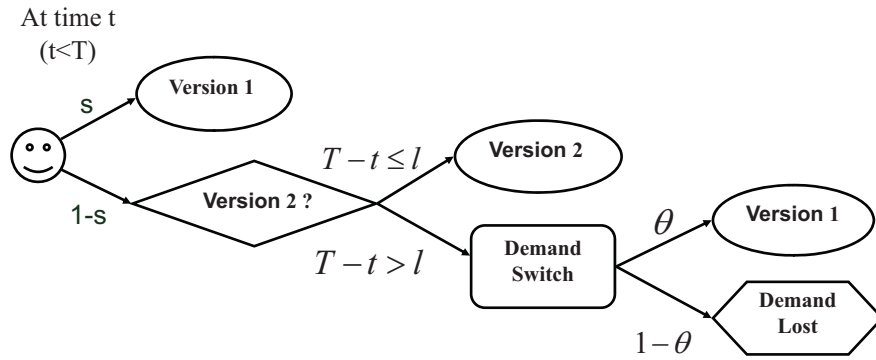 At time t
(t<T)
s
Version 1
1-s
Version 2 ?
T − t ≤ l
Version 2
T − t > l
Demand
Switch
θ
Version 1
1 − θ
Demand
Lost